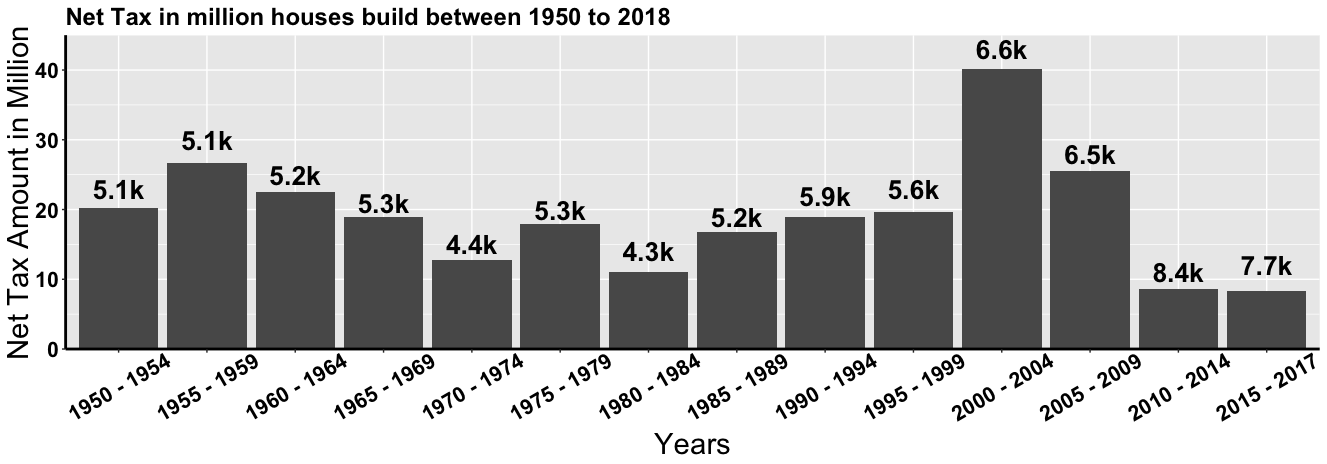 Net Tax in million houses build between 1950 to 2018
Net Tax Amount in Million
40
30
20
10
0
5.1k
5.1k
5.2k
5.3k
4.4k
5.3k
4.3k
5.2k
5.9k
5.6k
6.6k
6.5k
8.4k
7.7k
1950 - 1954
1955 - 1959
1960 - 1964
1965 - 1969
1970 - 1974
1975 - 1979
1980 - 1984
1985 - 1989
1990 - 1994
1995 - 1999
2000 - 2004
2005 - 2009
2010 - 2014
2015 - 2017
Years